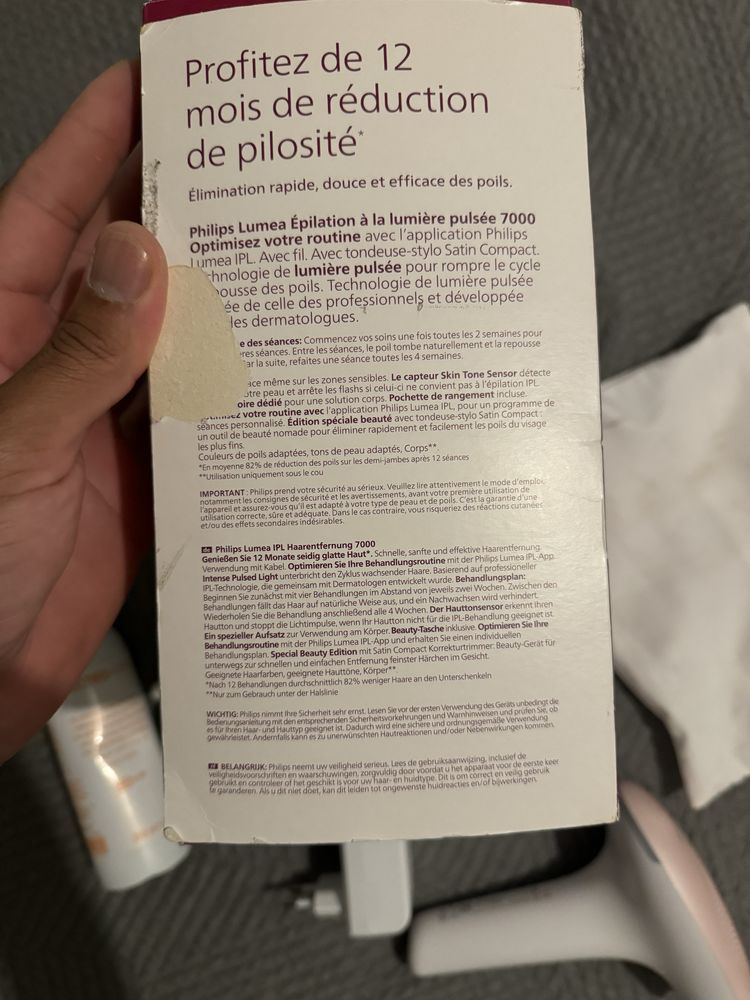 Profitez de 12
mois de réduction
de pilosité*
Élimination rapide, douce et efficace des poils.
Philips Lumea Épilation à la lumière pulsée 7000
Optimisez votre routine avec l'application Philips
Lumea IPL. Avec fil. Avec tondeuse-stylo Satin Compact.
chnologie de lumière pulsée pour rompre le cycle
ousse des poils. Technologie de lumière pulsée
ée de celle des professionnels et développée
les dermatologues.
e des séances: Commencez vos soins une fois toutes les 2 semaines pour
res séances. Entre les séances, le poil tombe naturellement et la repousse
ar la suite, refaites une séance toutes les 4 semaines.
ace même sur les zones sensibles. Le capteur Skin Tone Sensor détecte
otre peau et arrête les flashs si celui-ci ne convient pas à l'épilation IPL
oire dédié pour une solution corps. Pochette de rangement incluse.
votre routine avec l'application Philips Lumea IPL, pour un programme de
séances personnalisé. Édition spéciale beauté avec tondeuse-stylo Satin Compact :
un outil de beauté nomade pour éliminer rapidement et facilement les poils du visage
les plus fins.
Couleurs de poils adaptées, tons de peau adaptés, Corps**.
*En moyenne 82% de réduction des poils sur les demi-jambes après 12 séances
**Utilisation uniquement sous le cou
IMPORTANT : Philips prend votre sécurité au sérieux. Veuillez lire attentivement le mode d'emploi,
notamment les consignes de sécurité et les avertissements, avant votre première utilisation de
l'appareil et assurez-vous qu'il est adapté à votre type de peau et de poils. C'est la garantie d'une
utilisation correcte, sûre et adéquate. Dans le cas contraire, vous risqueriez des réactions cutanées
et/ou des effets secondaires indésirables.
de Philips Lumea IPL Haarentfernung 7000
Genießen Sie 12 Monate seidig glatte Haut*. Schnelle, sanfte und effektive Haarentfernung.
Verwendung mit Kabel. Optimieren Sie Ihre Behandlungsroutine mit der Philips Lumea IPL-App.
Intense Pulsed Light unterbricht den Zyklus wachsender Haare. Basierend auf professioneller
IPL-Technologie, die gemeinsam mit Dermatologen entwickelt wurde. Behandlungsplan:
Beginnen Sie zunächst mit vier Behandlungen im Abstand von jeweils zwei Wochen. Zwischen den
Behandlungen fällt das Haar auf natürliche Weise aus, und ein Nachwachsen wird verhindert.
Wiederholen Sie die Behandlung anschließend alle 4 Wochen. Der Hauttonsensor erkennt Ihren
Hautton und stoppt die Lichtimpulse, wenn Ihr Hautton nicht für die IPL-Behandlung geeignet ist.
Ein spezieller Aufsatz zur Verwendung am Körper. Beauty-Tasche inklusive. Optimieren Sie Ihre
Behandlungsroutine mit der Philips Lumea IPL-App und erhalten Sie einen individuellen
Behandlungsplan. Special Beauty Edition mit Satin Compact Korrekturtrimmer: Beauty-Gerät für
unterwegs zur schnellen und einfachen Entfernung feinster Härchen im Gesicht.
Geeignete Haarfarben, geeignete Hauttöne, Körper**
*Nach 12 Behandlungen durchschnittlich 82% weniger Haare an den Unterschenkeln
**Nur zum Gebrauch unter der Halslinie
WICHTIG: Philips nimmt Ihre Sicherheit sehr ernst. Lesen Sie vor der ersten Verwendung des Geräts unbedingt die
Bedienungsanleitung mit den entsprechenden Sicherheitsvorkehrungen und Warnhinweisen und prüfen Sie, ob
es für Ihren Haar- und Hauttyp geeignet ist. Dadurch wird eine sichere und ordnungsgemäße Verwendung
gewährleistet. Andernfalls kann es zu unerwünschten Hautreaktionen und/oder Nebenwirkungen kommen.
BELANGRIJK: Philips neemt uw veiligheid serieus. Lees de gebruiksaanwijzing, inclusief de
veiligheidsvoorschriften en waarschuwingen, zorgvuldig door voordat u het apparaat voor de eerste keer
gebruikt en controleer of het geschikt is voor uw haar- en huidtype. Dit is om correct en veilig gebruik
te garanderen. Als u dit niet doet, kan dit leiden tot ongewenste huidreacties en/of bijwerkingen.